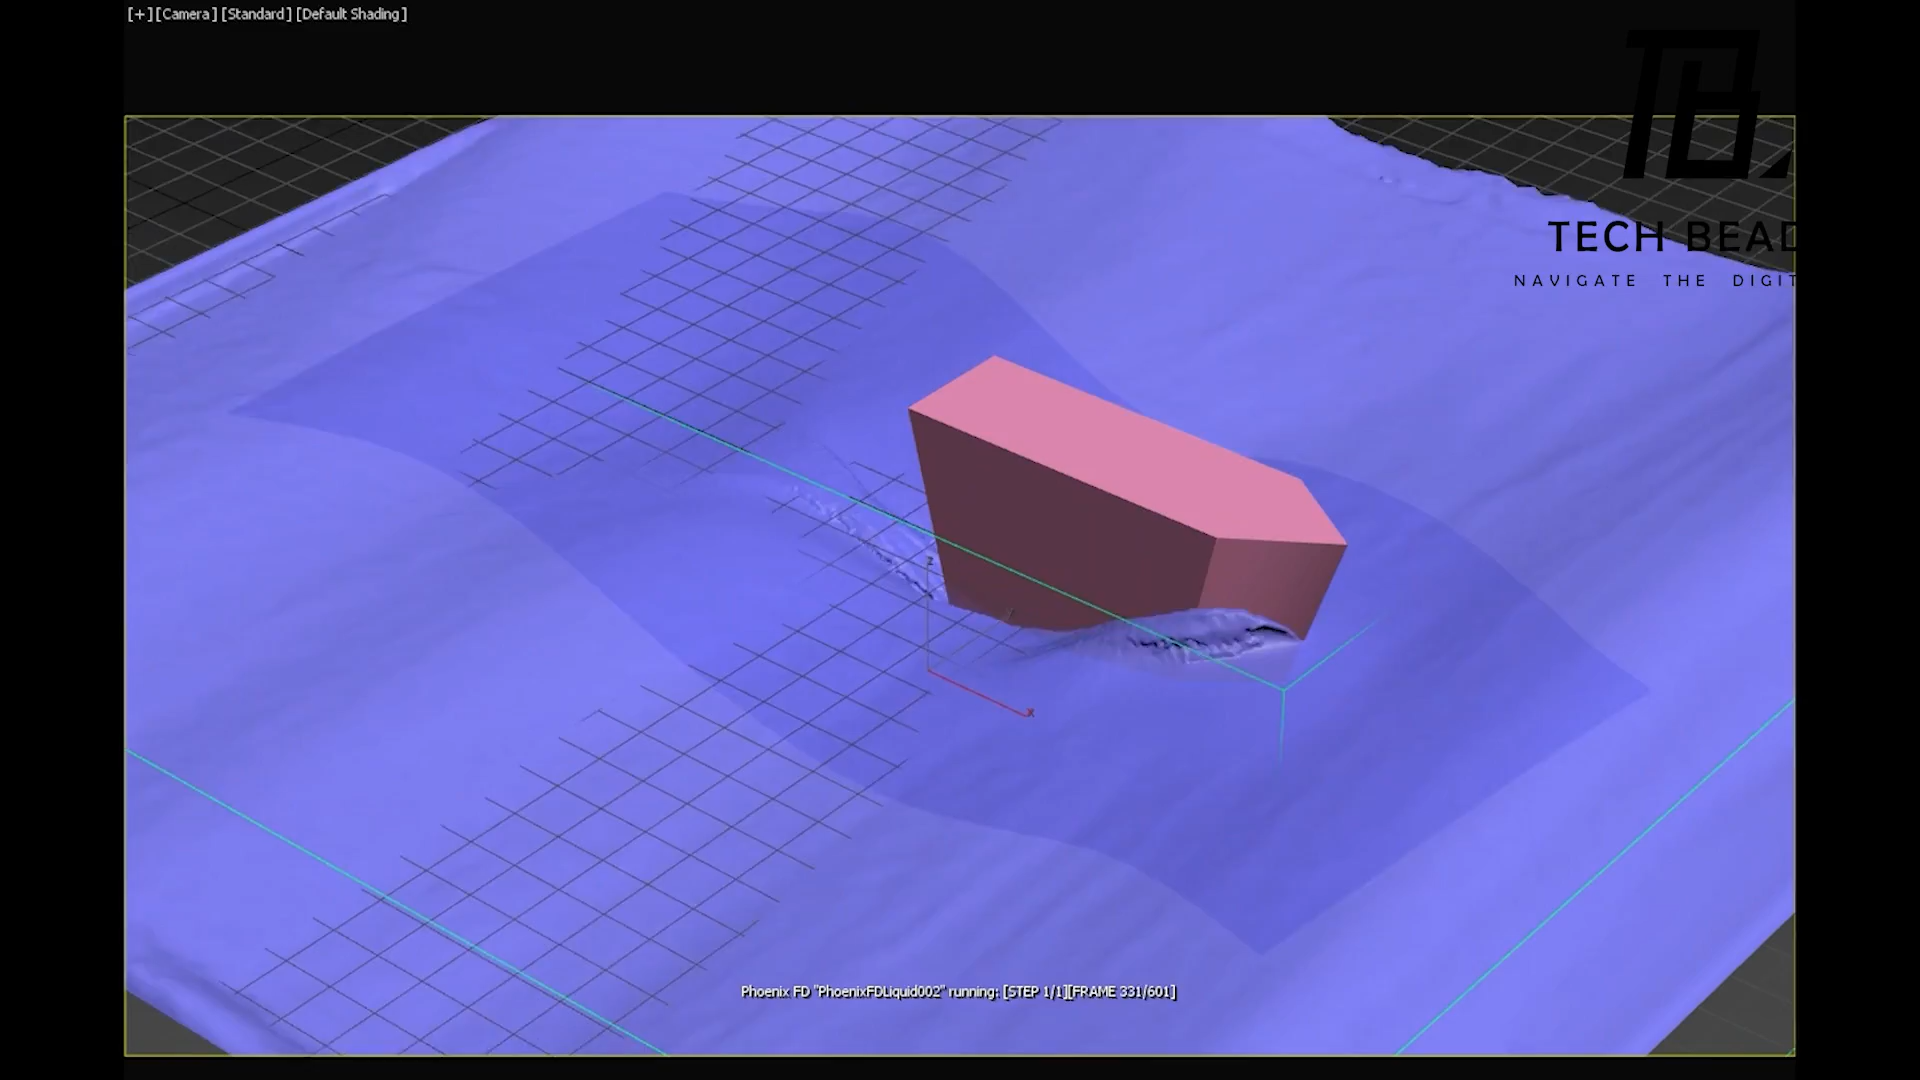 [+][Camera][Standard][Default Shading]
TECH BEAD
NAVIGATE THE DIGIT
z
x
Phoenix FD "PhoenixFDLiquid002" running: [STEP 1/1][FRAME 331/601]